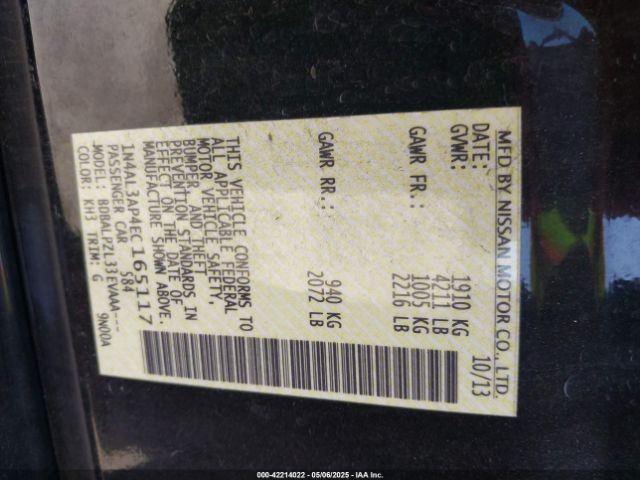 MFD BY NISSAN MOTOR CO., LTD.
DATE: 10/13
GVWR: 1910 KG
4211 LB
GAWR FR.: 1005 KG
2216 LB
GAWR RR.: 940 KG
2072 LB
THIS VEHICLE CONFORMS TO
ALL APPLICABLE FEDERAL
MOTOR VEHICLE SAFETY,
BUMPER, AND THEFT
PREVENTION STANDARDS IN
EFFECT ON THE DATE OF
MANUFACTURE SHOWN ABOVE.
1N4AL3AP4EC165117
PASSENGER CAR 584
MODEL: BDBALPZL33EVAAA--- 9N00A
COLOR: KH3 TRIM: G
000-42214022 - 05/06/2025 - IAA Inc.